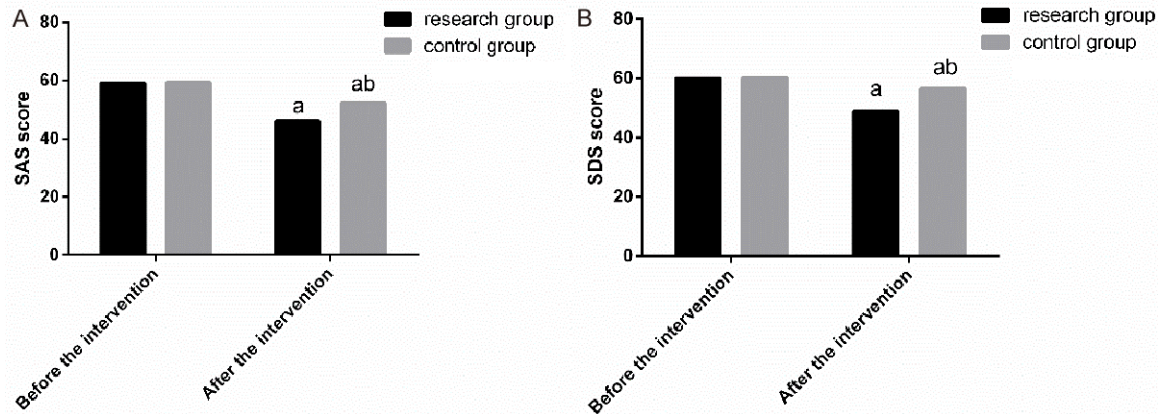 A
research group
control group
SAS score
80
60
40
20
0
a
ab
Before the intervention
After the intervention
B
research group
control group
SDS score
80
60
40
20
0
a
ab
Before the intervention
After the intervention